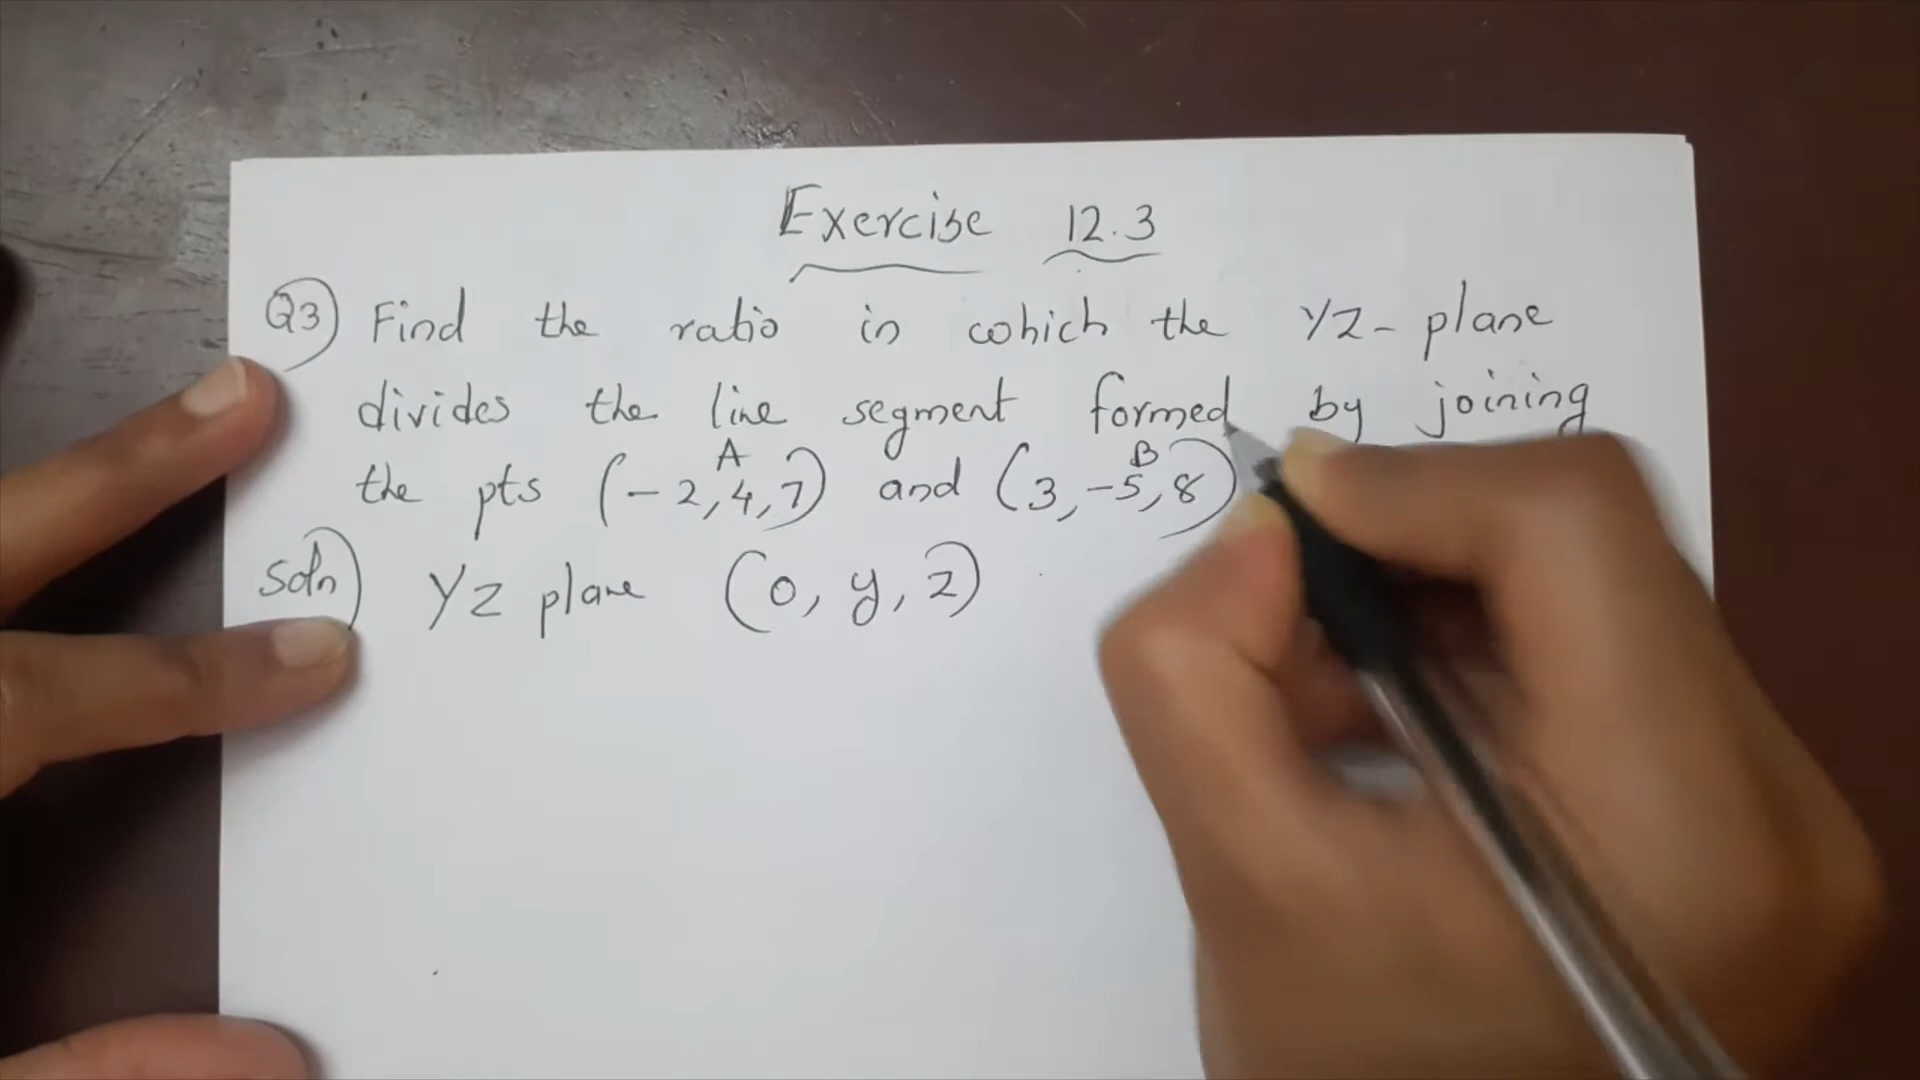 Exercise 12.3
Q3) Find the ratio in which the YZ-plane
divides the line segment formed by joining
A B
the pts (-2,4,7) and (3,-5,8)
Soln) YZ plane (0, y, z)